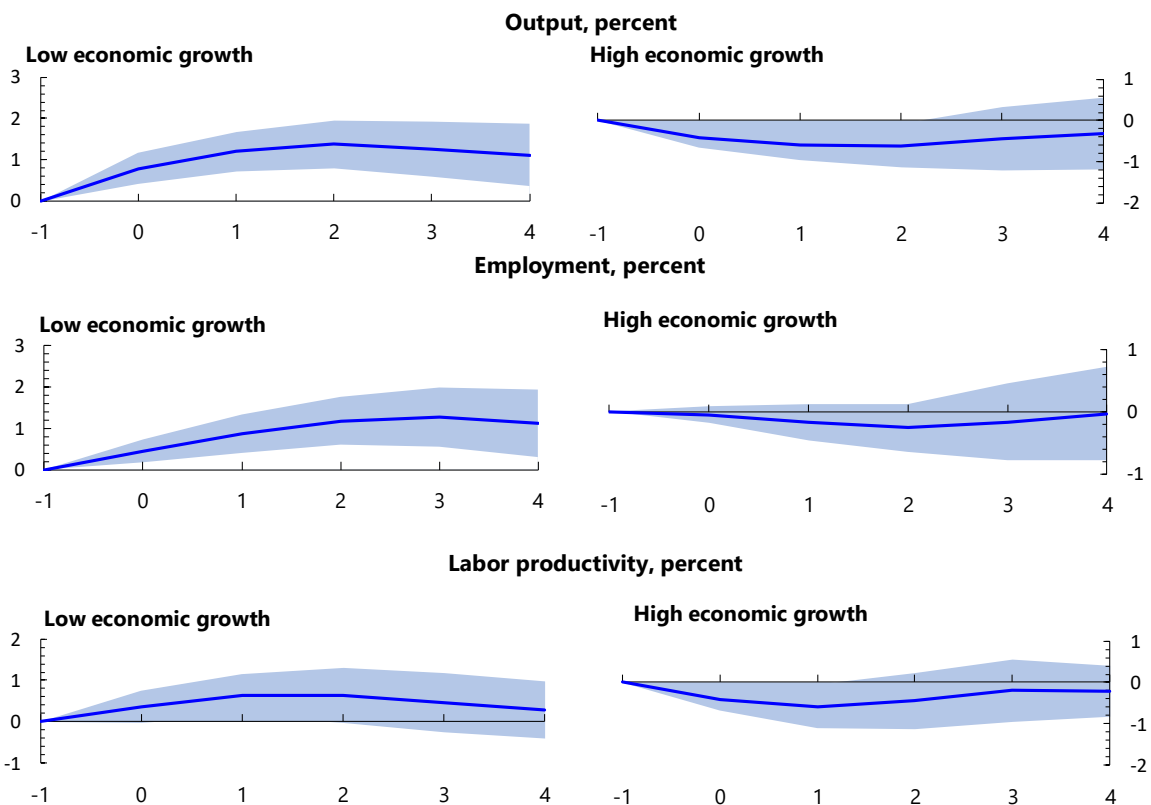 Output, percent
Low economic growth
High economic growth
3
2
1
0
1
0
-1
-2
-1 0 1 2 3 4
-1 0 1 2 3 4
Employment, percent
Low economic growth
High economic growth
3
2
1
0
1
0
-1
-1 0 1 2 3 4
-1 0 1 2 3 4
Labor productivity, percent
Low economic growth
High economic growth
2
1
0
-1
1
0
-1
-2
-1 0 1 2 3 4
-1 0 1 2 3 4